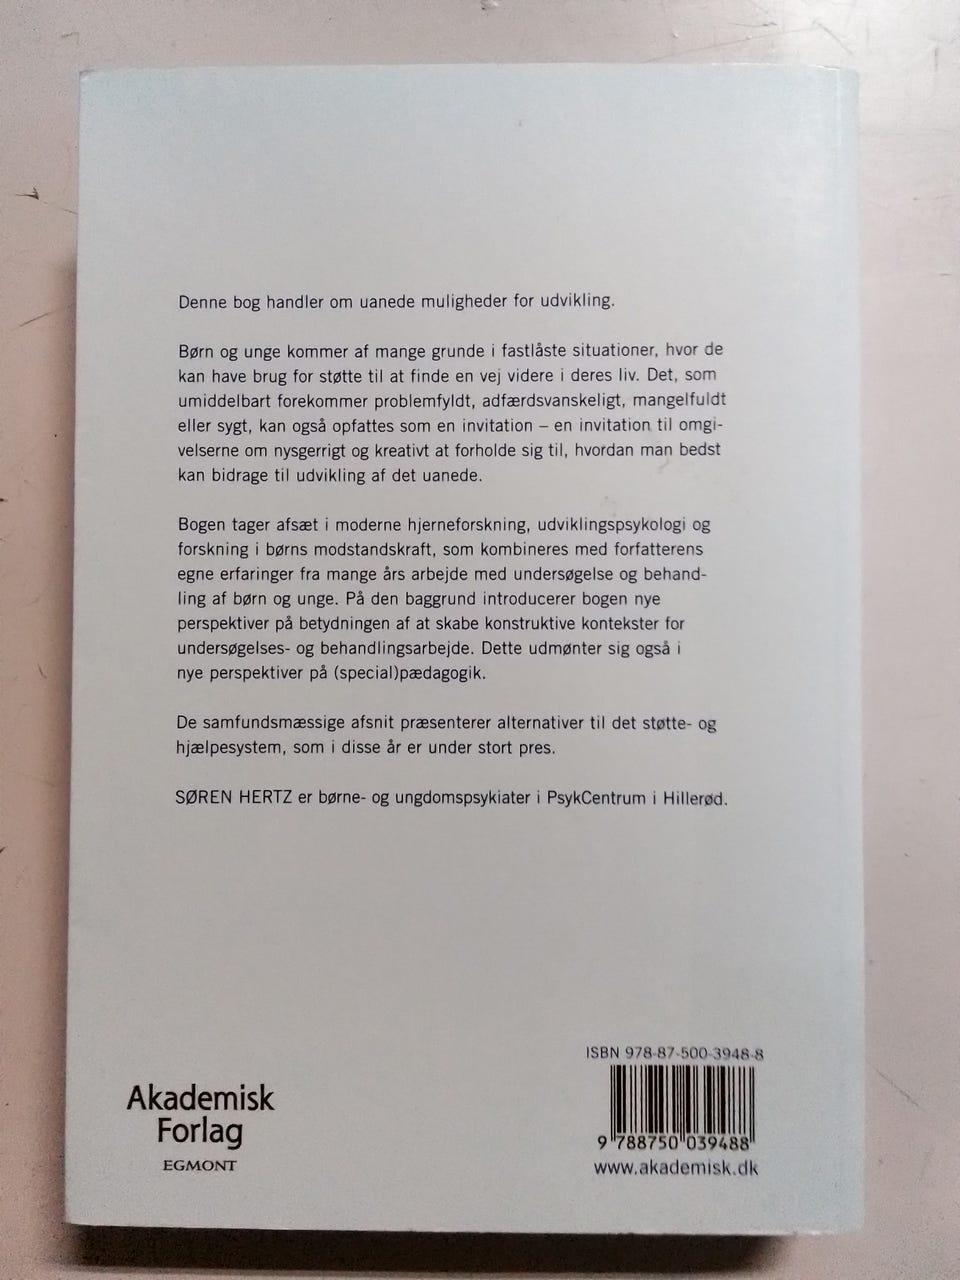 Denne bog handler om uanede muligheder for udvikling.
Børn og unge kommer af mange grunde i fastlåste situationer, hvor de
kan have brug for støtte til at finde en vej videre i deres liv. Det, som
umiddelbart forekommer problemfyldt, adfærdsvanskeligt, mangelfuldt
eller sygt, kan også opfattes som en invitation – en invitation til omgi-
velserne om nysgerrigt og kreativt at forholde sig til, hvordan man bedst
kan bidrage til udvikling af det uanede.
Bogen tager afsæt i moderne hjerneforskning, udviklingspsykologi og
forskning i børns modstandskraft, som kombineres med forfatterens
egne erfaringer fra mange års arbejde med undersøgelse og behand-
ling af børn og unge. På den baggrund introducerer bogen nye
perspektiver på betydningen af at skabe konstruktive kontekster for
undersøgelses- og behandlingsarbejde. Dette udmønter sig også i
nye perspektiver på (special)pædagogik.
De samfundsmæssige afsnit præsenterer alternativer til det støtte- og
hjælpesystem, som i disse år er under stort pres.
SØREN HERTZ er børne- og ungdomspsykiater i PsykCentrum i Hillerød.
Akademisk
Forlag
EGMONT
ISBN 978-87-500-3948-8
9 788750 039488
www.akademisk.dk